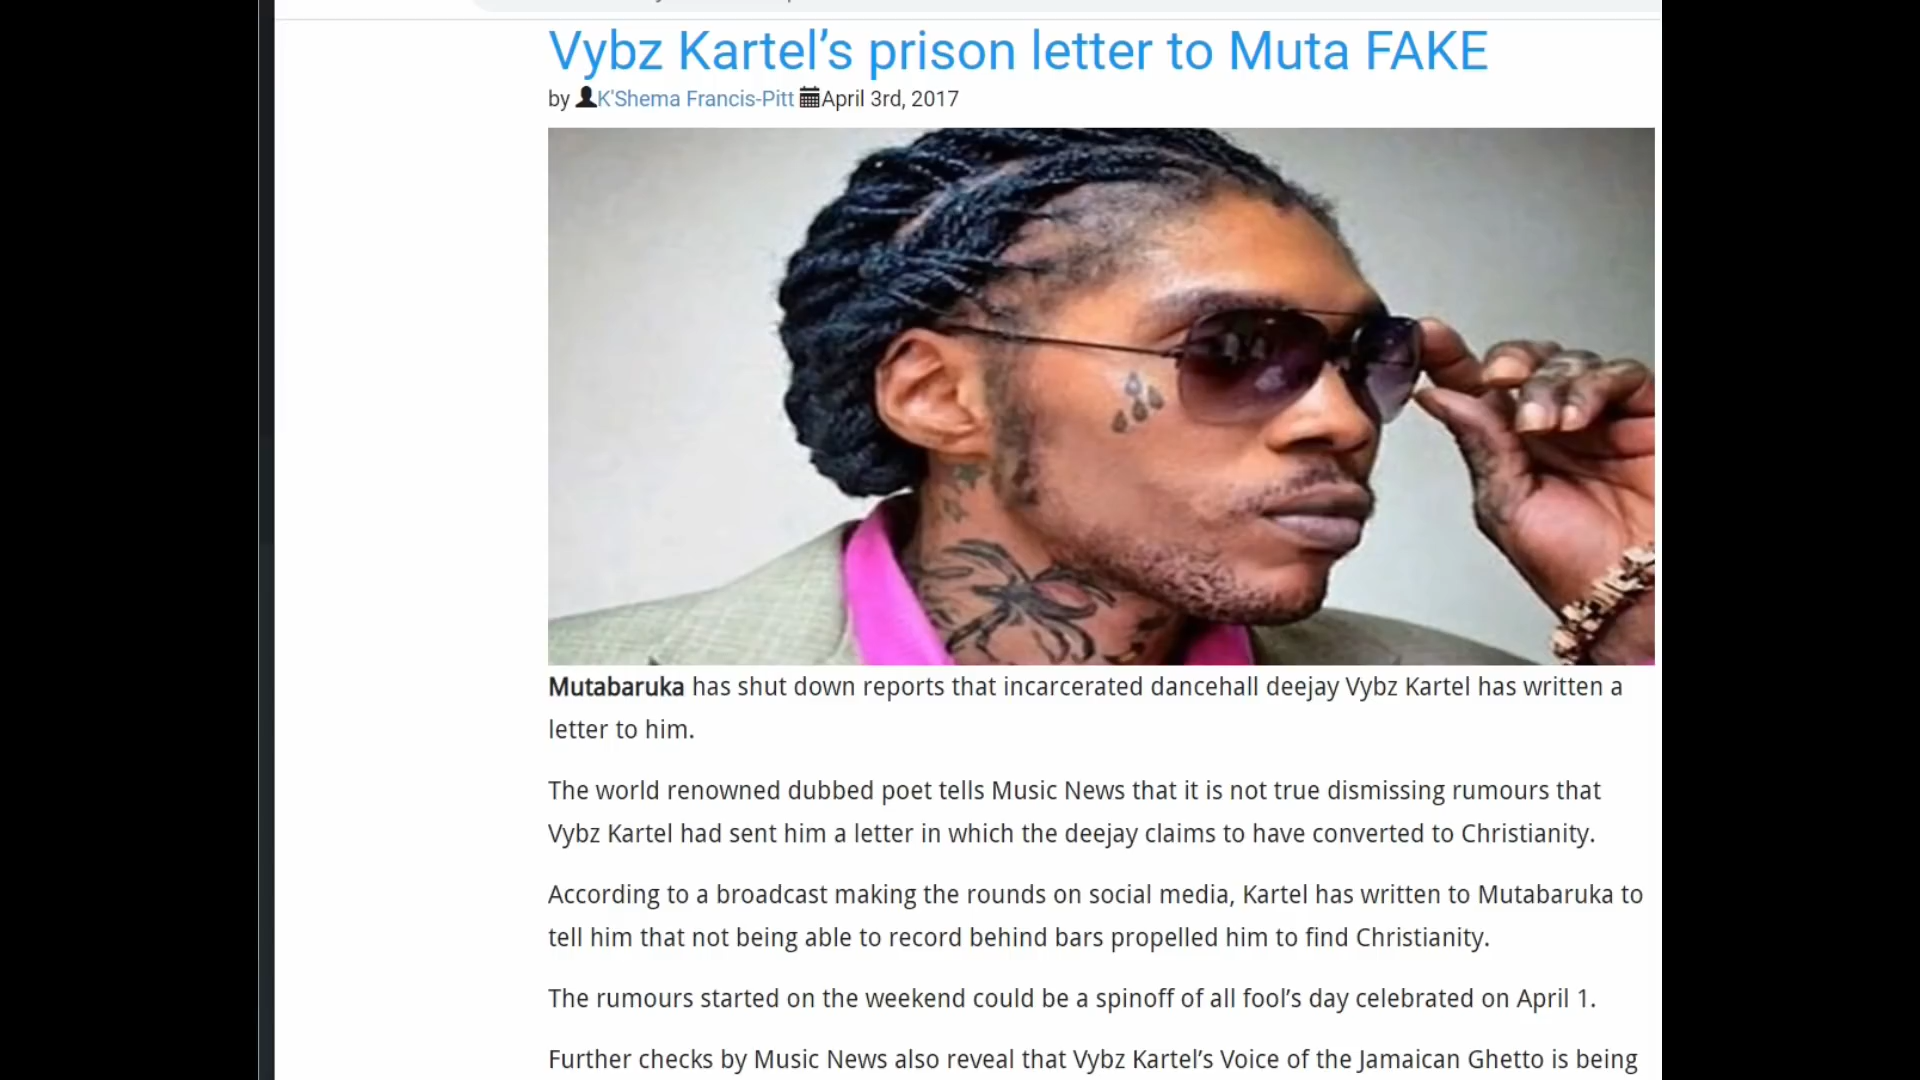 Vybz Kartel’s prison letter to Muta FAKE
by K'Shema Francis-Pitt April 3rd, 2017
Mutabaruka has shut down reports that incarcerated dancehall deejay Vybz Kartel has written a
letter to him.
The world renowned dubbed poet tells Music News that it is not true dismissing rumours that
Vybz Kartel had sent him a letter in which the deejay claims to have converted to Christianity.
According to a broadcast making the rounds on social media, Kartel has written to Mutabaruka to
tell him that not being able to record behind bars propelled him to find Christianity.
The rumours started on the weekend could be a spinoff of all fool’s day celebrated on April 1.
Further checks by Music News also reveal that Vybz Kartel’s Voice of the Jamaican Ghetto is being